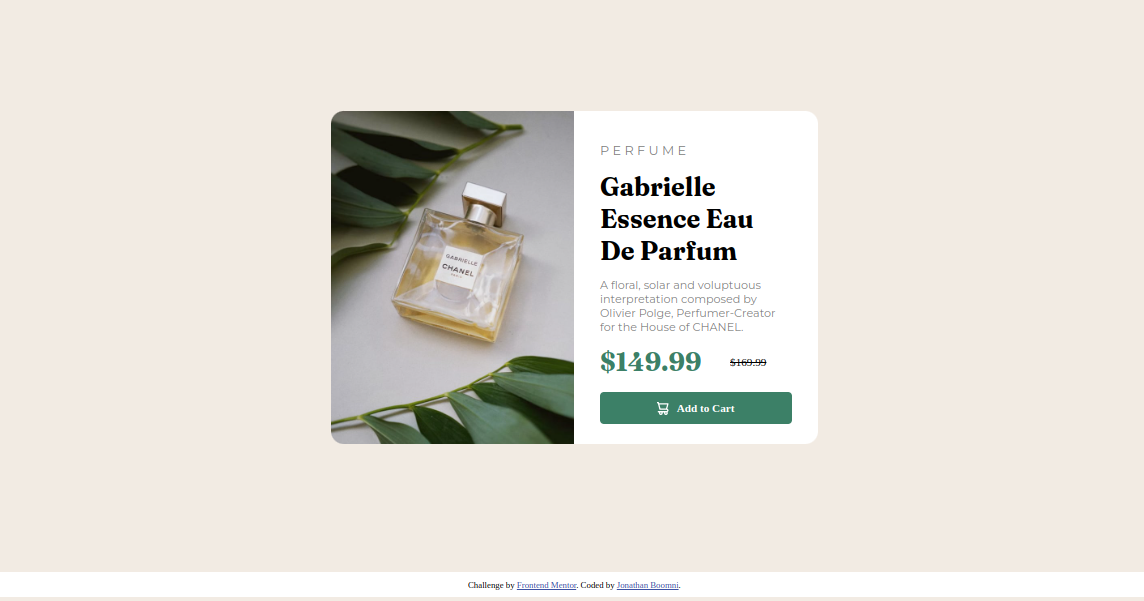 GABRIELLE
CHANEL
PARIS
PERFUME
Gabrielle
Essence Eau
De Parfum
A floral, solar and voluptuous
interpretation composed by
Olivier Polge, Perfumer-Creator
for the House of CHANEL.
$149.99 $169.99
Add to Cart
Challenge by Frontend Mentor. Coded by Jonathan Boomni.